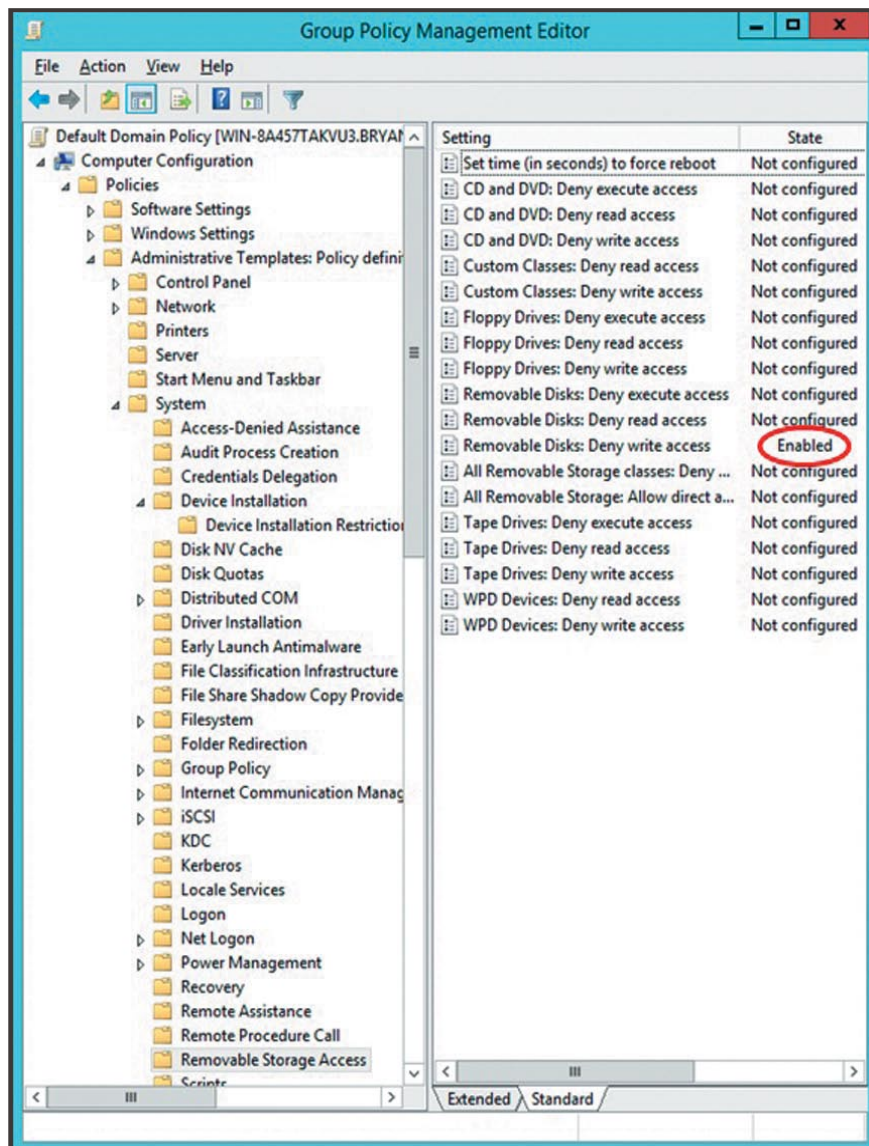 Group Policy Management Editor
File Action View Help
Default Domain Policy [WIN-8A457TAKVU3.BRYAN
Computer Configuration
Policies
Software Settings
Windows Settings
Administrative Templates: Policy defini
Control Panel
Network
Printers
Server
Start Menu and Taskbar
System
Access-Denied Assistance
Audit Process Creation
Credentials Delegation
Device Installation
Device Installation Restriction
Disk NV Cache
Disk Quotas
Distributed COM
Driver Installation
Early Launch Antimalware
File Classification Infrastructure
File Share Shadow Copy Provide
Filesystem
Folder Redirection
Group Policy
Internet Communication Manag
iSCSI
KDC
Kerberos
Locale Services
Logon
Net Logon
Power Management
Recovery
Remote Assistance
Remote Procedure Call
Removable Storage Access
Scripts
Setting State
Set time (in seconds) to force reboot Not configured
CD and DVD: Deny execute access Not configured
CD and DVD: Deny read access Not configured
CD and DVD: Deny write access Not configured
Custom Classes: Deny read access Not configured
Custom Classes: Deny write access Not configured
Floppy Drives: Deny execute access Not configured
Floppy Drives: Deny read access Not configured
Floppy Drives: Deny write access Not configured
Removable Disks: Deny execute access Not configured
Removable Disks: Deny read access Not configured
Removable Disks: Deny write access Enabled
All Removable Storage classes: Deny ... Not configured
All Removable Storage: Allow direct a... Not configured
Tape Drives: Deny execute access Not configured
Tape Drives: Deny read access Not configured
Tape Drives: Deny write access Not configured
WPD Devices: Deny read access Not configured
WPD Devices: Deny write access Not configured
Extended Standard